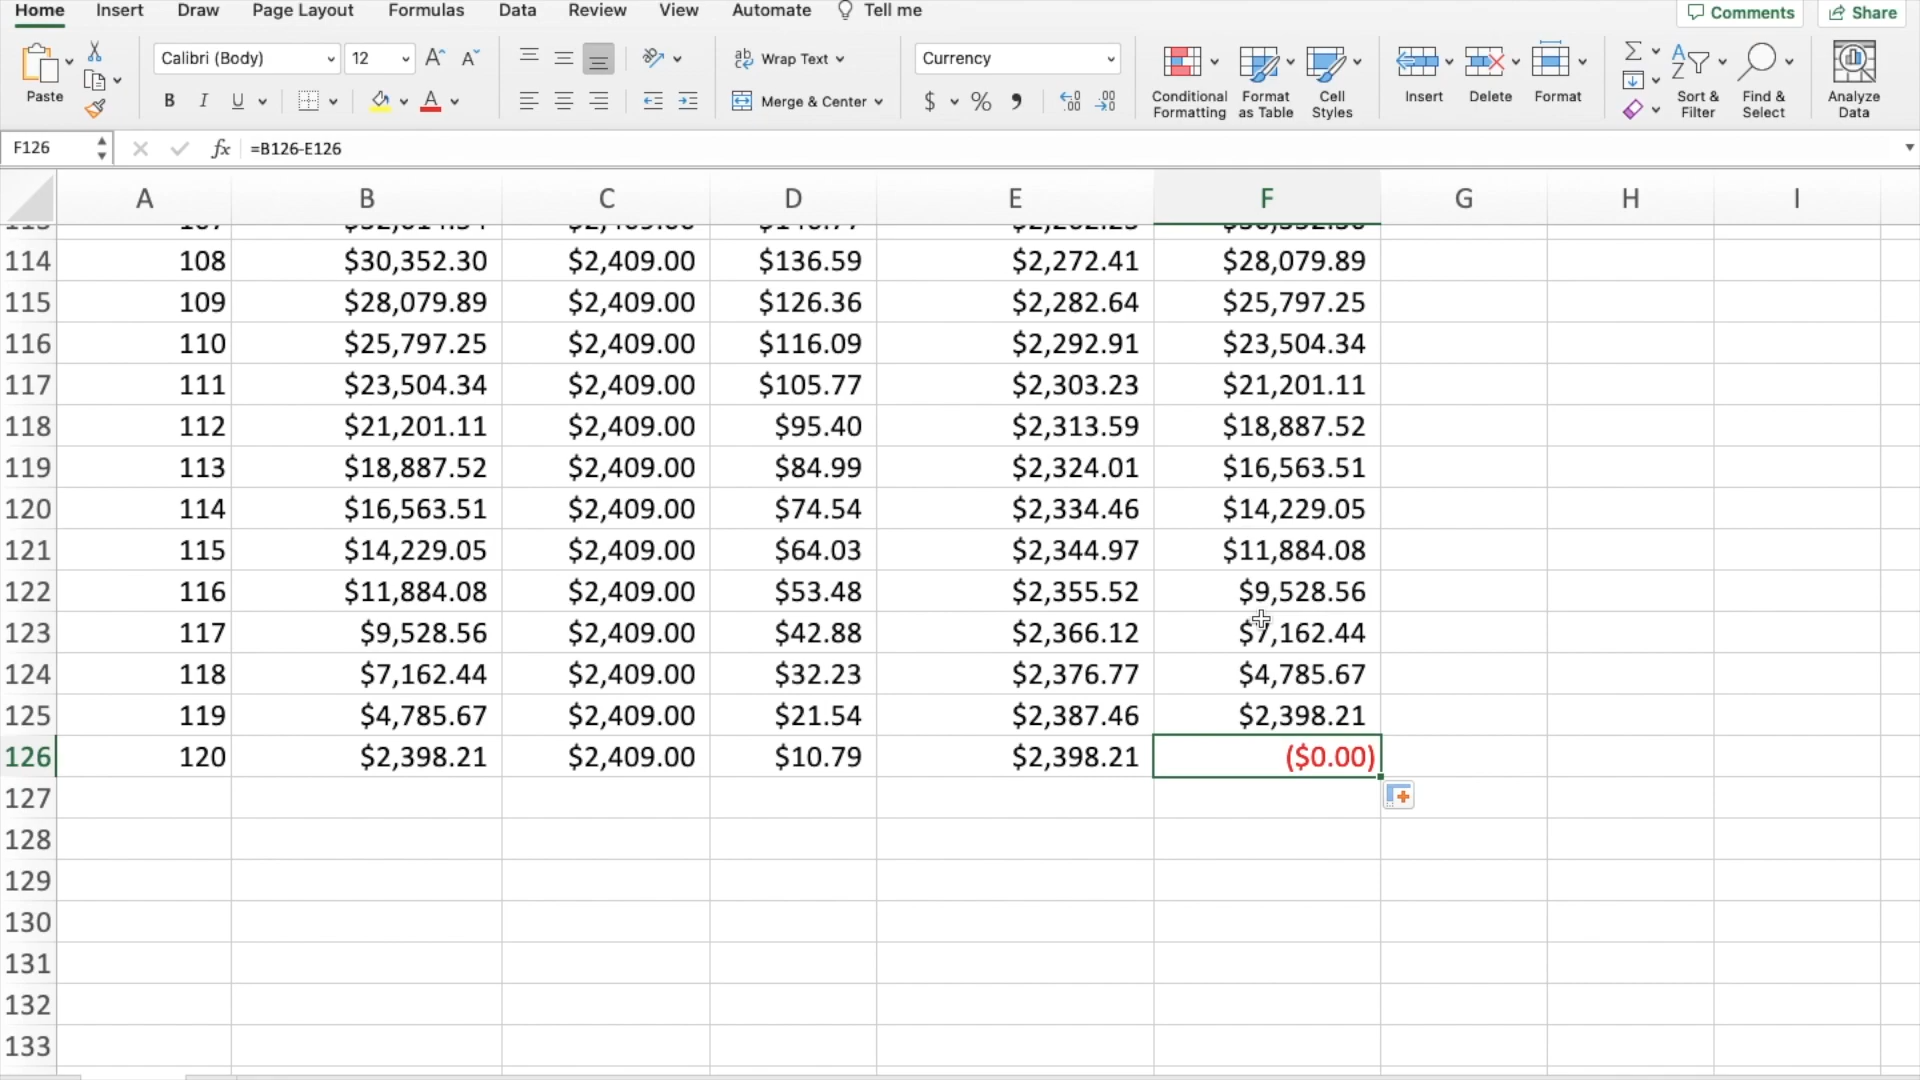 Home Insert Draw Page Layout Formulas Data Review View Automate Tell me Comments Share
Paste Calibri (Body) 12 A^ Aˇ ab Wrap Text Currency Conditional Formatting Format as Table Cell Styles Insert Delete Format Sort & Filter Find & Select Analyze Data
B I U A Merge & Center $ % 9 .00
F126 fx =B126-E126
A B C D E F G H I
114 108 $30,352.30 $2,409.00 $136.59 $2,272.41 $28,079.89
115 109 $28,079.89 $2,409.00 $126.36 $2,282.64 $25,797.25
116 110 $25,797.25 $2,409.00 $116.09 $2,292.91 $23,504.34
117 111 $23,504.34 $2,409.00 $105.77 $2,303.23 $21,201.11
118 112 $21,201.11 $2,409.00 $95.40 $2,313.59 $18,887.52
119 113 $18,887.52 $2,409.00 $84.99 $2,324.01 $16,563.51
120 114 $16,563.51 $2,409.00 $74.54 $2,334.46 $14,229.05
121 115 $14,229.05 $2,409.00 $64.03 $2,344.97 $11,884.08
122 116 $11,884.08 $2,409.00 $53.48 $2,355.52 $9,528.56
123 117 $9,528.56 $2,409.00 $42.88 $2,366.12 $7,162.44
124 118 $7,162.44 $2,409.00 $32.23 $2,376.77 $4,785.67
125 119 $4,785.67 $2,409.00 $21.54 $2,387.46 $2,398.21
126 120 $2,398.21 $2,409.00 $10.79 $2,398.21 ($0.00)
127
128
129
130
131
132
133